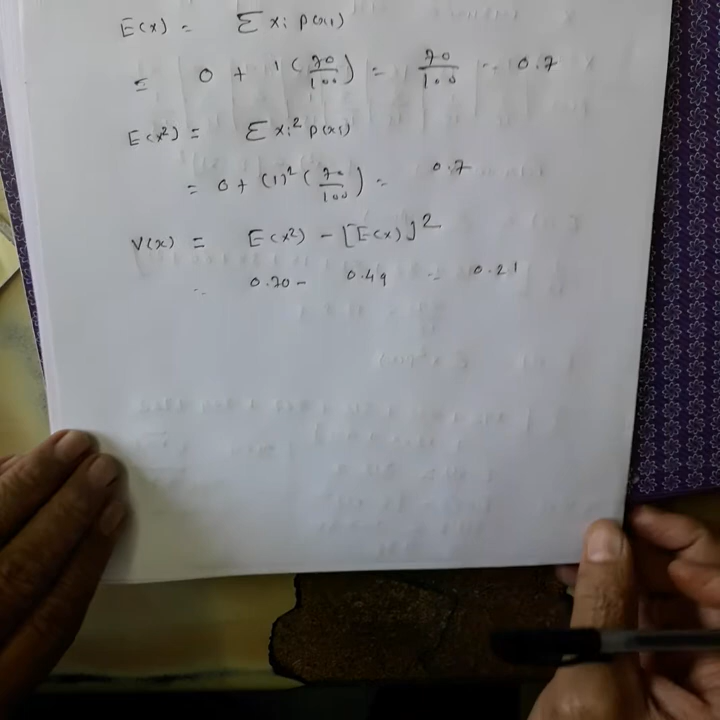 E(x) = Σ xi p(xi)
= 0 + 1 (70/100) = 70/100 = 0.7
E(x²) = Σ xi² p(xi)
= 0 + (1)² (70/100) = 0.7
V(x) = E(x²) - [E(x)]²
= 0.70 - 0.49 = 0.21